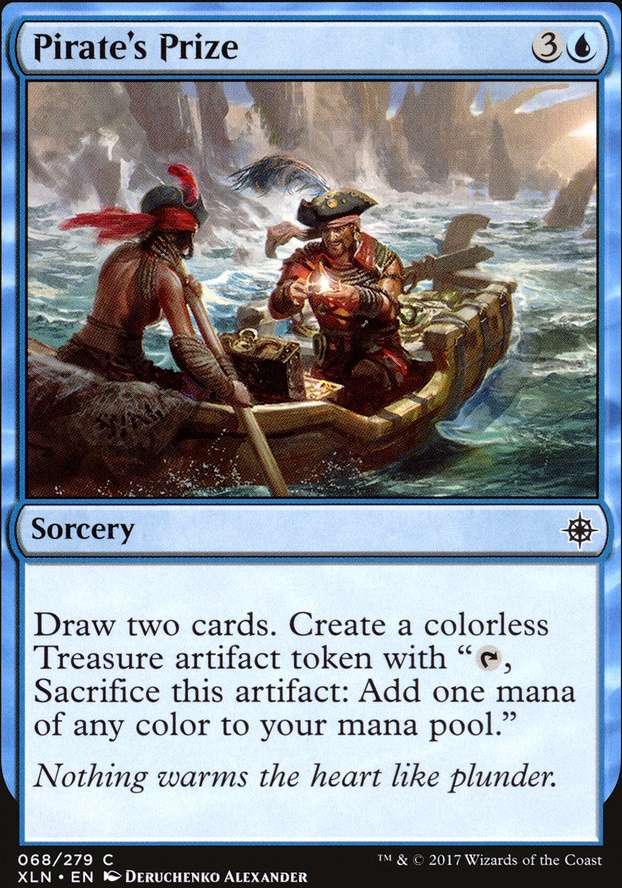 Pirate's Prize 3
Sorcery
Draw two cards. Create a colorless
Treasure artifact token with “,
Sacrifice this artifact: Add one mana
of any color to your mana pool.”
Nothing warms the heart like plunder.
068/279 C
XLN • EN Deruchenko Alexander
™ & © 2017 Wizards of the Coast